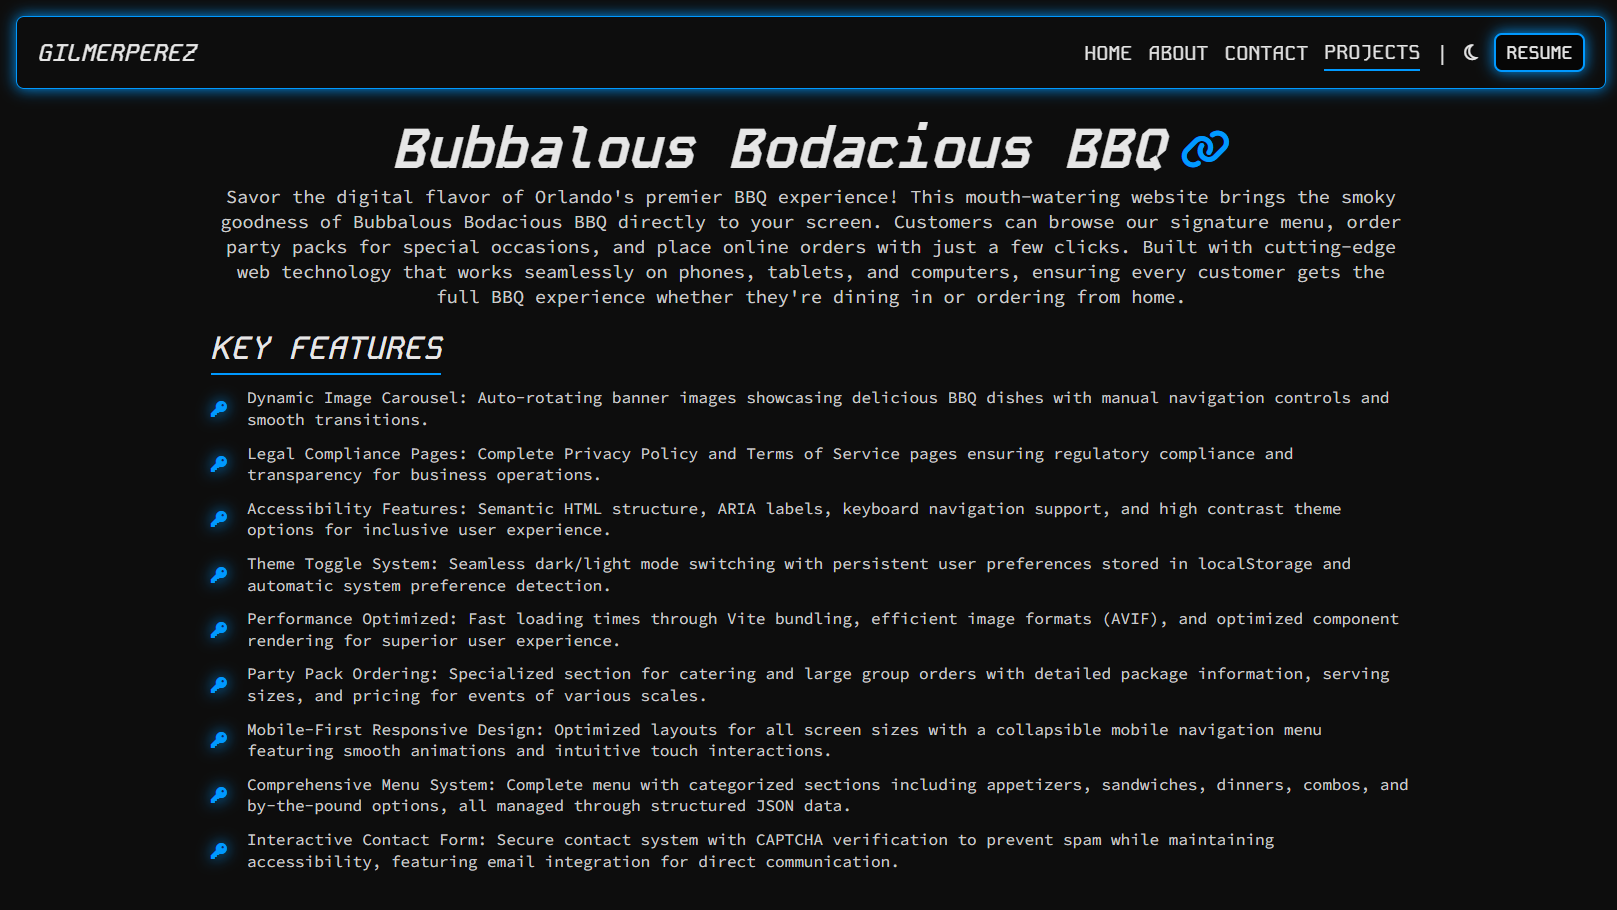 GILMERPEREZ
HOME ABOUT CONTACT PROJECTS | RESUME
Bubbalous Bodacious BBQ
Savor the digital flavor of Orlando's premier BBQ experience! This mouth-watering website brings the smoky
goodness of Bubbalous Bodacious BBQ directly to your screen. Customers can browse our signature menu, order
party packs for special occasions, and place online orders with just a few clicks. Built with cutting-edge
web technology that works seamlessly on phones, tablets, and computers, ensuring every customer gets the
full BBQ experience whether they're dining in or ordering from home.
KEY FEATURES
Dynamic Image Carousel: Auto-rotating banner images showcasing delicious BBQ dishes with manual navigation controls and
smooth transitions.
Legal Compliance Pages: Complete Privacy Policy and Terms of Service pages ensuring regulatory compliance and
transparency for business operations.
Accessibility Features: Semantic HTML structure, ARIA labels, keyboard navigation support, and high contrast theme
options for inclusive user experience.
Theme Toggle System: Seamless dark/light mode switching with persistent user preferences stored in localStorage and
automatic system preference detection.
Performance Optimized: Fast loading times through Vite bundling, efficient image formats (AVIF), and optimized component
rendering for superior user experience.
Party Pack Ordering: Specialized section for catering and large group orders with detailed package information, serving
sizes, and pricing for events of various scales.
Mobile-First Responsive Design: Optimized layouts for all screen sizes with a collapsible mobile navigation menu
featuring smooth animations and intuitive touch interactions.
Comprehensive Menu System: Complete menu with categorized sections including appetizers, sandwiches, dinners, combos, and
by-the-pound options, all managed through structured JSON data.
Interactive Contact Form: Secure contact system with CAPTCHA verification to prevent spam while maintaining
accessibility, featuring email integration for direct communication.